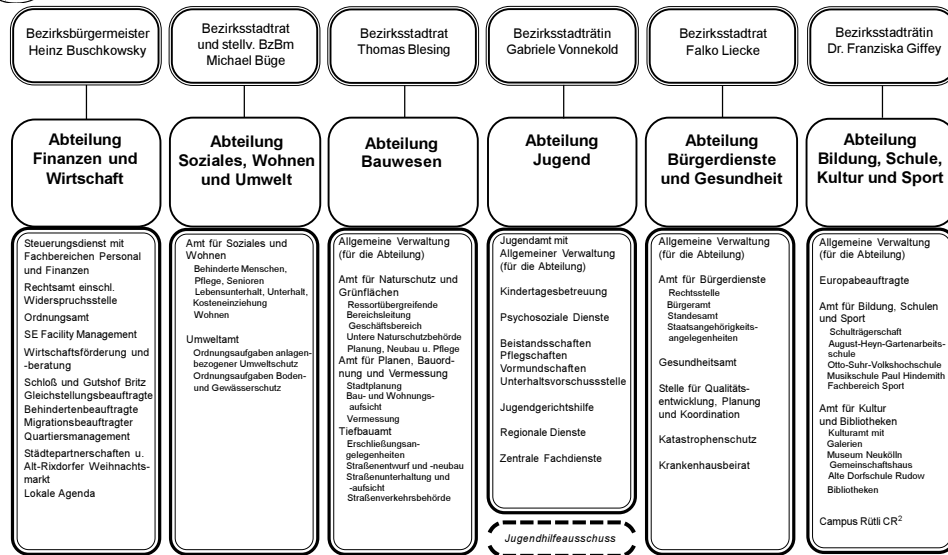 Bezirksbürgermeister
Heinz Buschkowsky
Bezirksstadtrat
und stellv. BzBm
Michael Büge
Bezirksstadtrat
Thomas Blesing
Bezirksstadträtin
Gabriele Vonnekold
Bezirksstadtrat
Falko Liecke
Bezirksstadträtin
Dr. Franziska Giffey
Abteilung
Finanzen und
Wirtschaft
Abteilung
Soziales, Wohnen
und Umwelt
Abteilung
Bauwesen
Abteilung
Jugend
Abteilung
Bürgerdienste
und Gesundheit
Abteilung
Bildung, Schule,
Kultur und Sport
Steuerungsdienst mit
Fachbereichen Personal
und Finanzen
Rechtsamt einschl.
Widerspruchsstelle
Ordnungsamt
SE Facility Management
Wirtschaftsförderung und
-beratung
Schloß und Gutshof Britz
Gleichstellungsbeauftragte
Behindertenbeauftragte
Migrationsbeauftragter
Quartiersmanagement
Städtepartnerschaften u.
Alt-Rixdorfer Weihnachts-
markt
Lokale Agenda
Amt für Soziales und
Wohnen
Behinderte Menschen,
Pflege, Senioren
Lebensunterhalt, Unterhalt,
Kosteneinziehung
Wohnen
Umweltamt
Ordnungsaufgaben anlagen-
bezogener Umweltschutz
Ordnungsaufgaben Boden-
und Gewässerschutz
Allgemeine Verwaltung
(für die Abteilung)
Amt für Naturschutz und
Grünflächen
Ressortübergreifende
Bereichsleitung
Geschäftsbereich
Untere Naturschutzbehörde
Planung, Neubau u. Pflege
Amt für Planen, Bauord-
nung und Vermessung
Stadtplanung
Bau- und Wohnungs-
aufsicht
Vermessung
Tiefbauamt
Erschließungsan-
gelegenheiten
Straßenentwurf und -neubau
Straßenunterhaltung und
-aufsicht
Straßenverkehrsbehörde
Jugendamt mit
Allgemeiner Verwaltung
(für die Abteilung)
Kindertagesbetreuung
Psychosoziale Dienste
Beistandsschaften
Pflegschaften
Vormundschaften
Unterhaltsvorschussstelle
Jugendgerichtshilfe
Regionale Dienste
Zentrale Fachdienste
Jugendhilfeausschuss
Allgemeine Verwaltung
(für die Abteilung)
Amt für Bürgerdienste
Rechtsstelle
Bürgeramt
Standesamt
Staatsangehörigkeits-
angelegenheiten
Gesundheitsamt
Stelle für Qualitäts-
entwicklung, Planung
und Koordination
Katastrophenschutz
Krankenhausbeirat
Allgemeine Verwaltung
(für die Abteilung)
Europabeauftragte
Amt für Bildung, Schulen
und Sport
Schulträgerschaft
August-Heyn-Gartenarbeits-
schule
Otto-Suhr-Volkshochschule
Musikschule Paul Hindemith
Fachbereich Sport
Amt für Kultur
und Bibliotheken
Kulturamt mit
Galerien
Museum Neukölln
Gemeinschaftshaus
Alte Dorfschule Rudow
Bibliotheken
Campus Rütli CR²